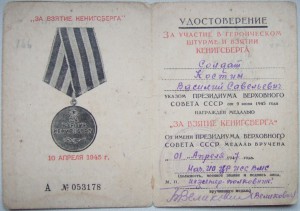 „ЗА ВЗЯТИЕ КЕНИГСБЕРГА"
10 АПРЕЛЯ 1945 г.
А № 053178
УДОСТОВЕРЕНИЕ
ЗА УЧАСТИЕ В ГЕРОИЧЕСКОМ
ШТУРМЕ И ВЗЯТИИ
КЕНИГСБЕРГА
Солдат
Костин
Василий Савельевич
УКАЗОМ ПРЕЗИДИУМА ВЕРХОВНОГО
СОВЕТА СССР от 9 июня 1945 года
НАГРАЖДЕН МЕДАЛЬЮ
„ЗА ВЗЯТИЕ КЕНИГСБЕРГА"
ОТ ИМЕНИ ПРЕЗИДИУМА ВЕРХОВНОГО
СОВЕТА СССР МЕДАЛЬ ВРУЧЕНА
Апреля